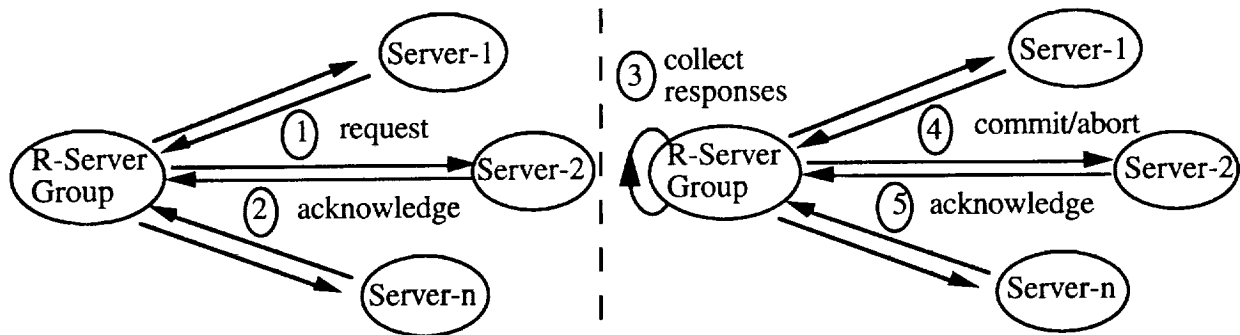 Server-1
1 request
R-Server
Group
Server-2
2 acknowledge
Server-n
3 collect
responses
Server-1
4 commit/abort
R-Server
Group
Server-2
5 acknowledge
Server-n